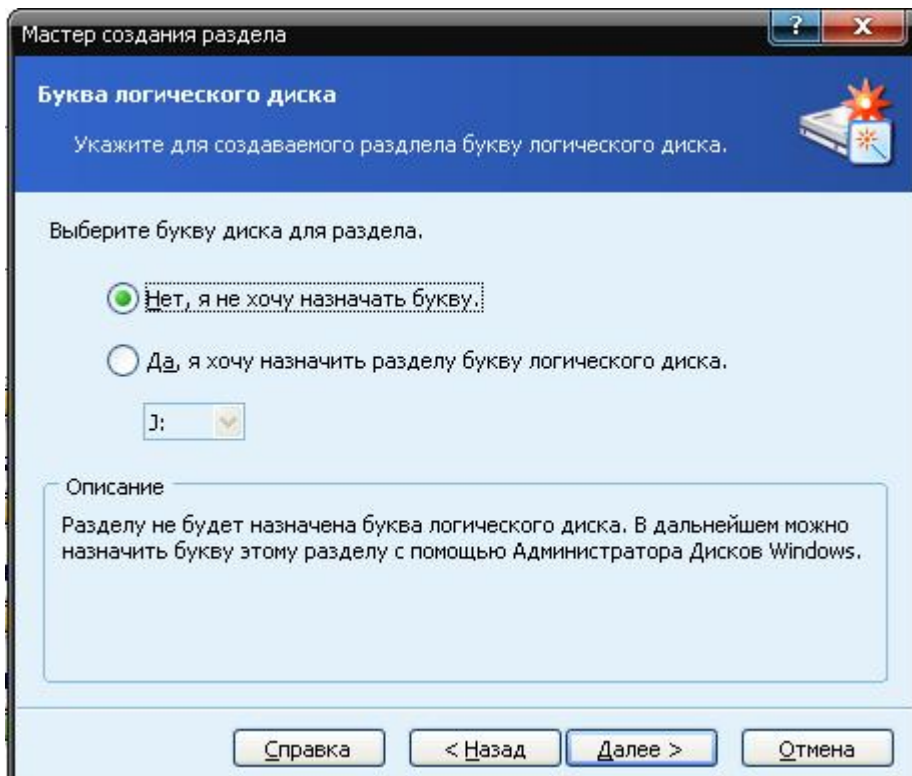 Мастер создания раздела
?
X
Буква логического диска
Укажите для создаваемого раздлела букву логического диска.
Выберите букву диска для раздела.
Нет, я не хочу назначать букву.
Да, я хочу назначить разделу букву логического диска.
J:
Описание
Разделу не будет назначена буква логического диска. В дальнейшем можно
назначить букву этому разделу с помощью Администратора Дисков Windows.
Справка
< Назад
Далее >
Отмена